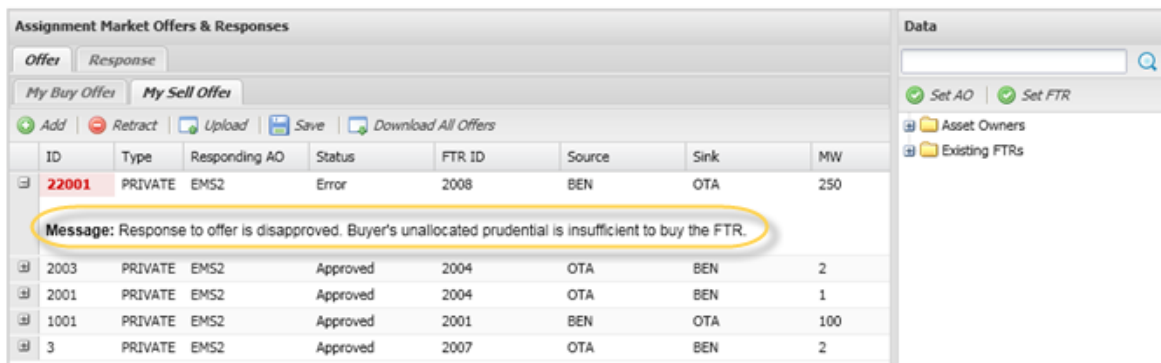 Assignment Market Offers & Responses
Data
Offer Response
My Buy Offer My Sell Offer
Set AO Set FTR
Add Retract Upload Save Download All Offers
Asset Owners
ID Type Responding AO Status FTR ID Source Sink MW
Existing FTRs
22001 PRIVATE EMS2 Error 2008 BEN OTA 250
Message: Response to offer is disapproved. Buyer's unallocated prudential is insufficient to buy the FTR.
2003 PRIVATE EMS2 Approved 2004 OTA BEN 2
2001 PRIVATE EMS2 Approved 2004 OTA BEN 1
1001 PRIVATE EMS2 Approved 2001 BEN OTA 100
3 PRIVATE EMS2 Approved 2007 OTA BEN 2